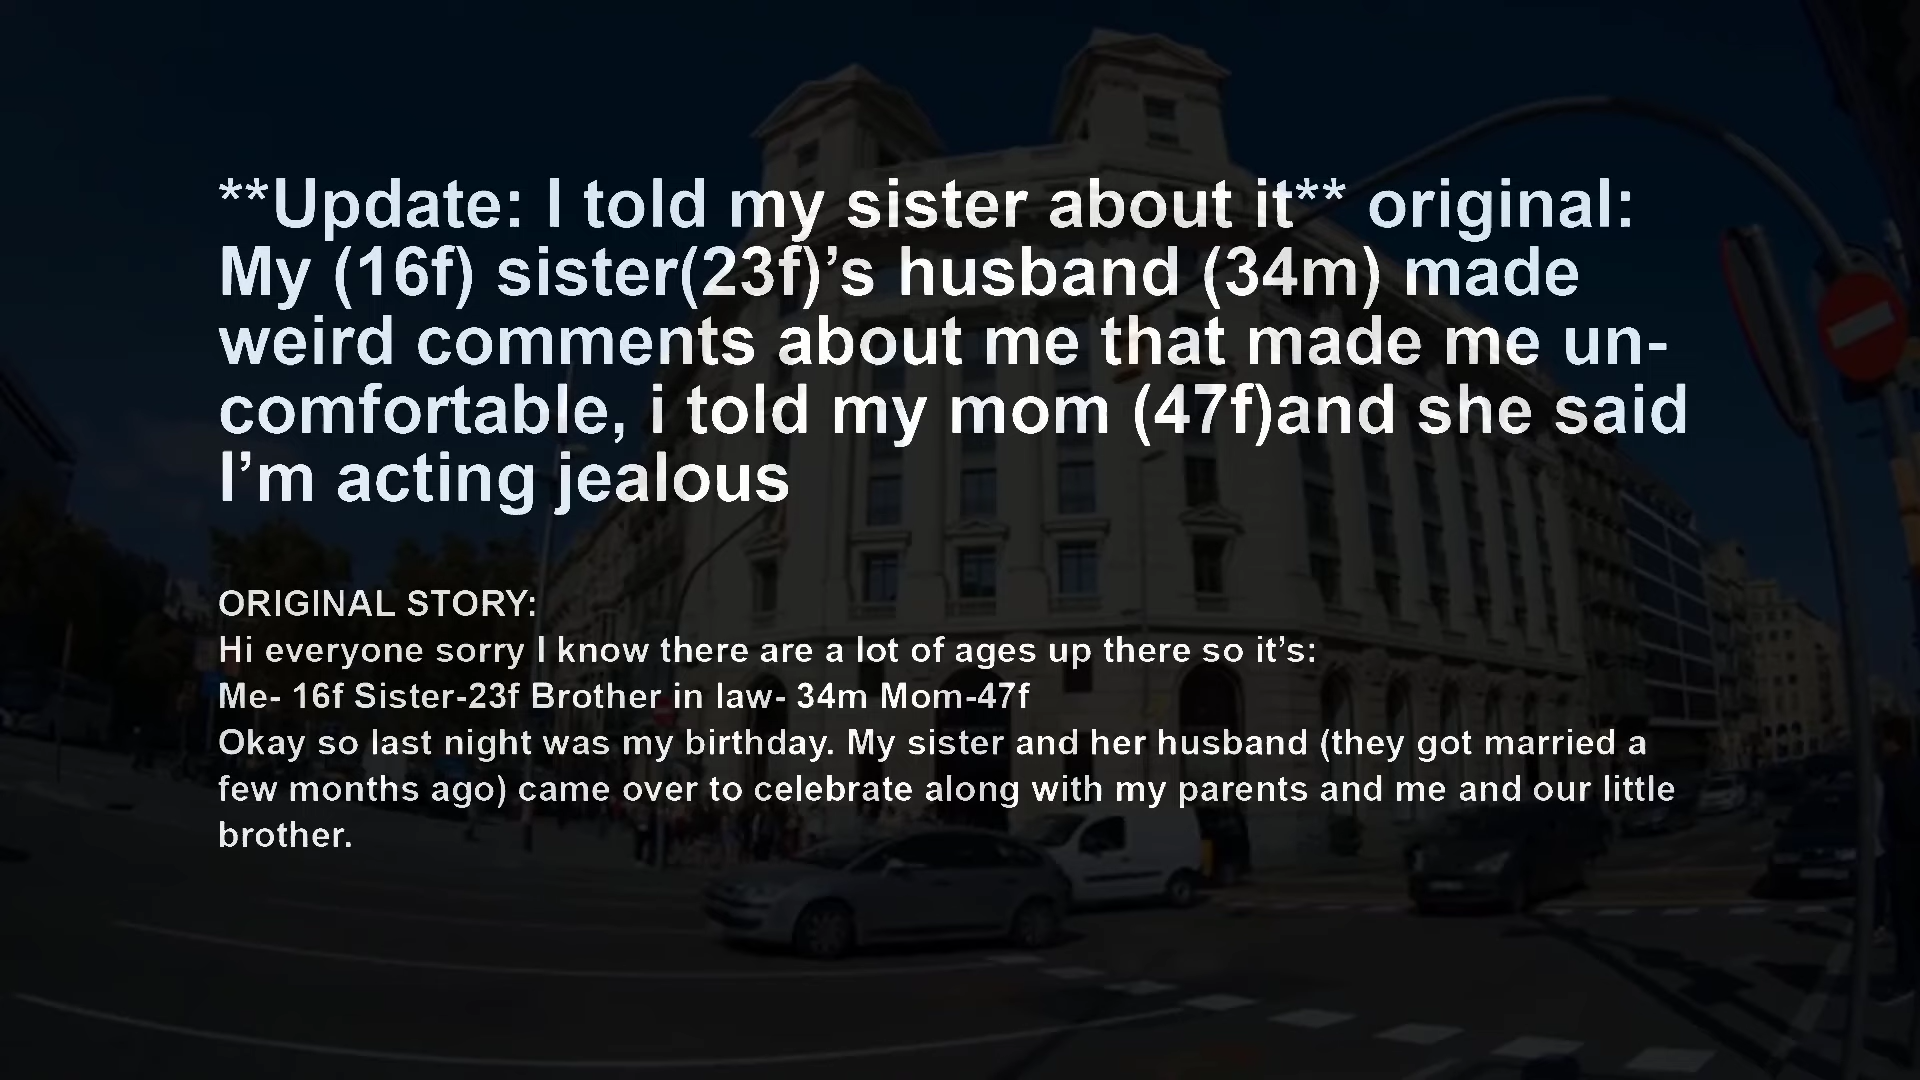 **Update: I told my sister about it** original:
My (16f) sister(23f)’s husband (34m) made
weird comments about me that made me un-
comfortable, i told my mom (47f)and she said
I’m acting jealous
ORIGINAL STORY:
Hi everyone sorry I know there are a lot of ages up there so it’s:
Me- 16f Sister-23f Brother in law- 34m Mom-47f
Okay so last night was my birthday. My sister and her husband (they got married a
few months ago) came over to celebrate along with my parents and me and our little
brother.